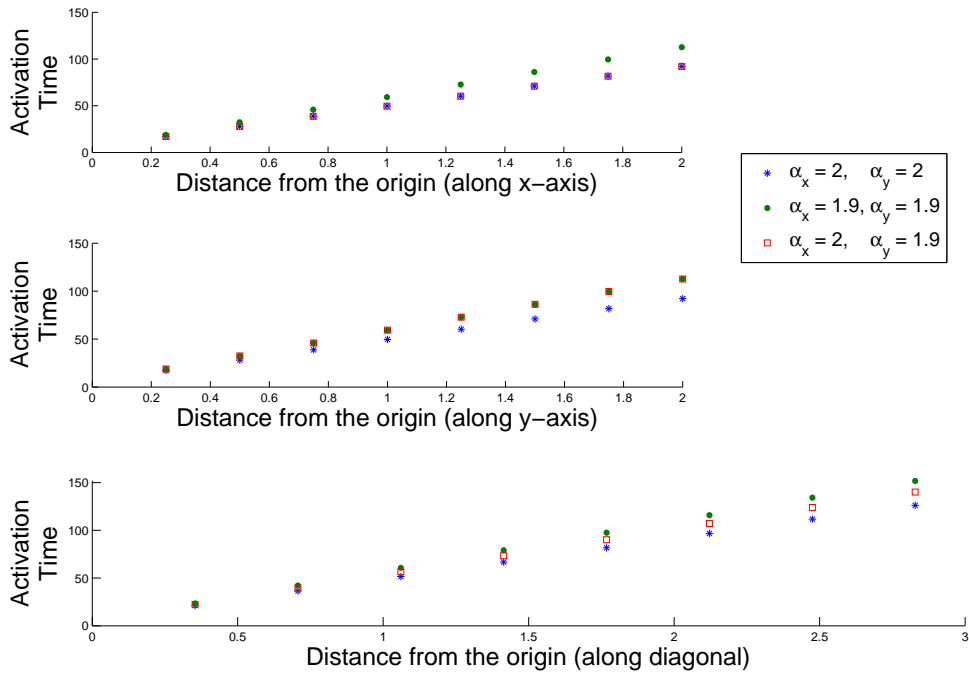 150
100
50
0
Activation
Time
0 0.2 0.4 0.6 0.8 1 1.2 1.4 1.6 1.8 2
Distance from the origin (along x−axis)
α_x = 2, α_y = 2
α_x = 1.9, α_y = 1.9
α_x = 2, α_y = 1.9
150
100
50
0
Activation
Time
0 0.2 0.4 0.6 0.8 1 1.2 1.4 1.6 1.8 2
Distance from the origin (along y−axis)
150
100
50
0
Activation
Time
0 0.5 1 1.5 2 2.5 3
Distance from the origin (along diagonal)